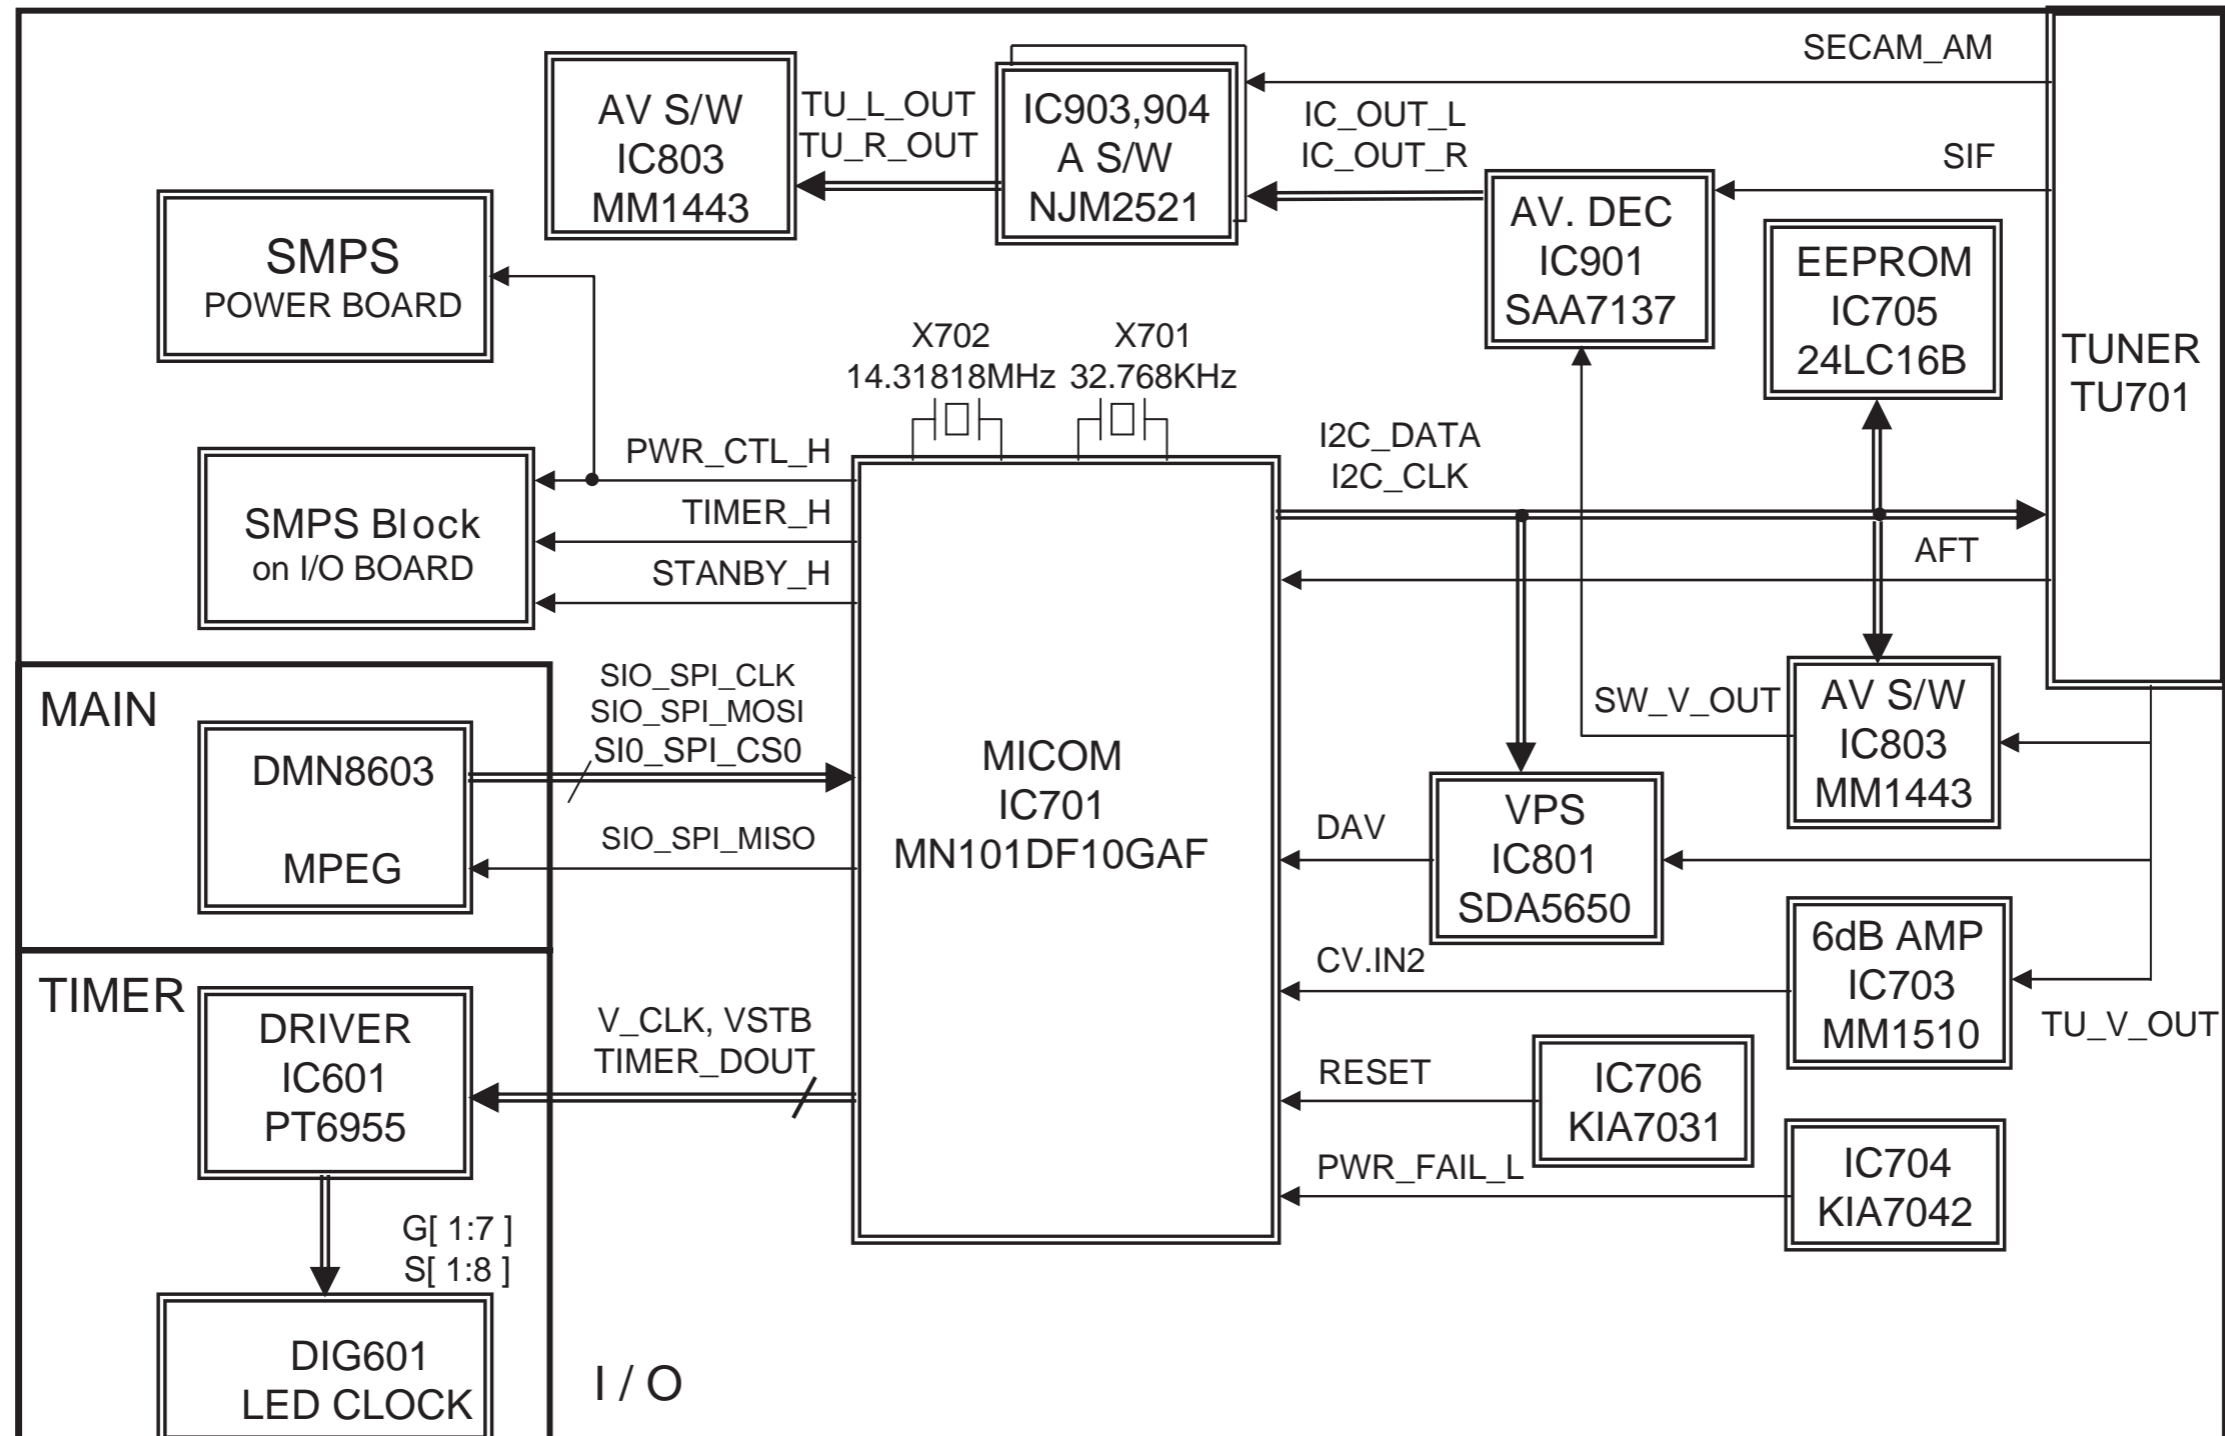 SECAM_AM
AV S/W
IC803
MM1443
TU_L_OUT
TU_R_OUT
IC903,904
A S/W
NJM2521
IC_OUT_L
IC_OUT_R
SIF
SMPS
POWER BOARD
AV. DEC
IC901
SAA7137
EEPROM
IC705
24LC16B
TUNER
TU701
X702
14.31818MHz
X701
32.768KHz
PWR_CTL_H
TIMER_H
STANBY_H
SMPS Block
on I/O BOARD
I2C_DATA
I2C_CLK
AFT
MAIN
DMN8603
MPEG
SIO_SPI_CLK
SIO_SPI_MOSI
SI0_SPI_CS0
SIO_SPI_MISO
MICOM
IC701
MN101DF10GAF
SW_V_OUT
AV S/W
IC803
MM1443
VPS
IC801
SDA5650
DAV
CV.IN2
6dB AMP
IC703
MM1510
TU_V_OUT
TIMER
DRIVER
IC601
PT6955
V_CLK, VSTB
TIMER_DOUT
RESET
IC706
KIA7031
PWR_FAIL_L
IC704
KIA7042
G[ 1:7 ]
S[ 1:8 ]
DIG601
LED CLOCK
I / O